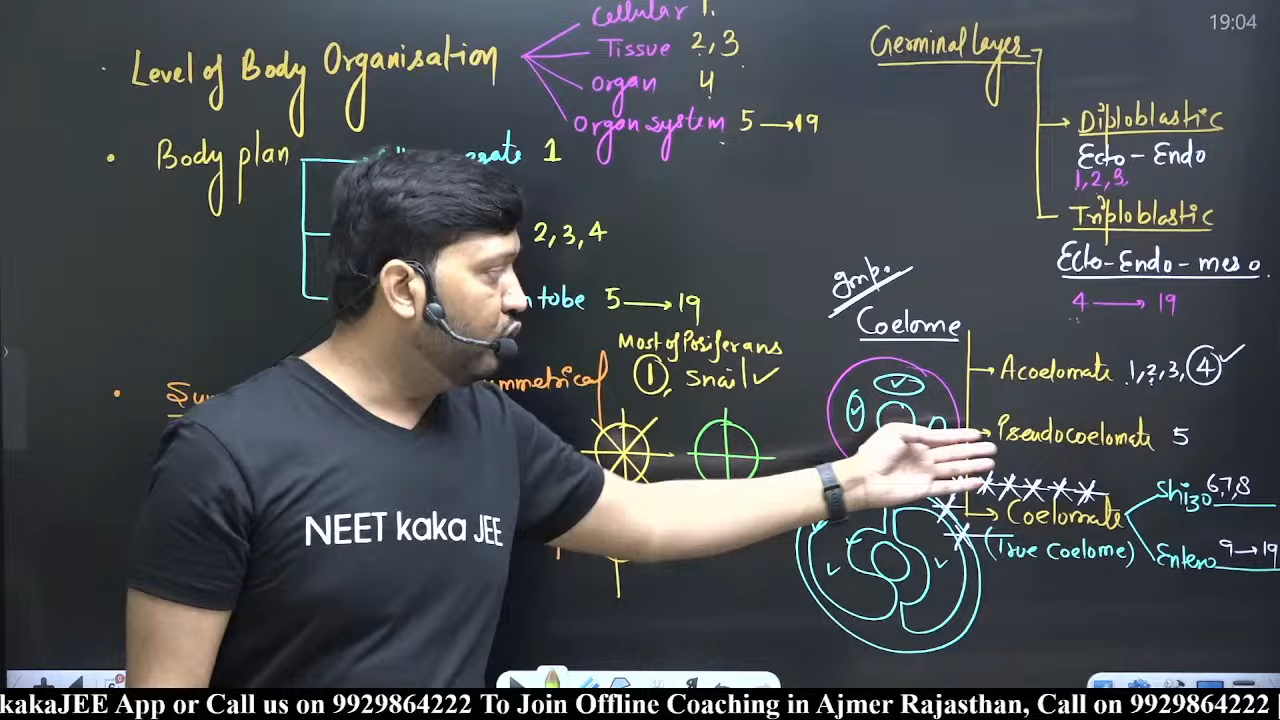 19:04
Cellular 1.
Level of Body Organisation
Tissue 2, 3
Organ 4
Organ system 5 → 19
Body plan
1
2, 3, 4
5 → 19
Germinal layer
Diploblastic
Ecto - Endo
1, 2, 3
Triploblastic
Ecto - Endo - meso
4 → 19
Most of Poriferans
1, Snail ✓
Imp.
Coelome
Acoelomate 1, 2, 3, 4 ✓
Pseudocoelomate 5
Coelomate
(True Coelome)
Shizo 6,7,8
Entero 9 → 19
NEET kaka JEE
kakaJEE App or Call us on 9929864222 To Join Offline Coaching in Ajmer Rajasthan, Call on 9929864222